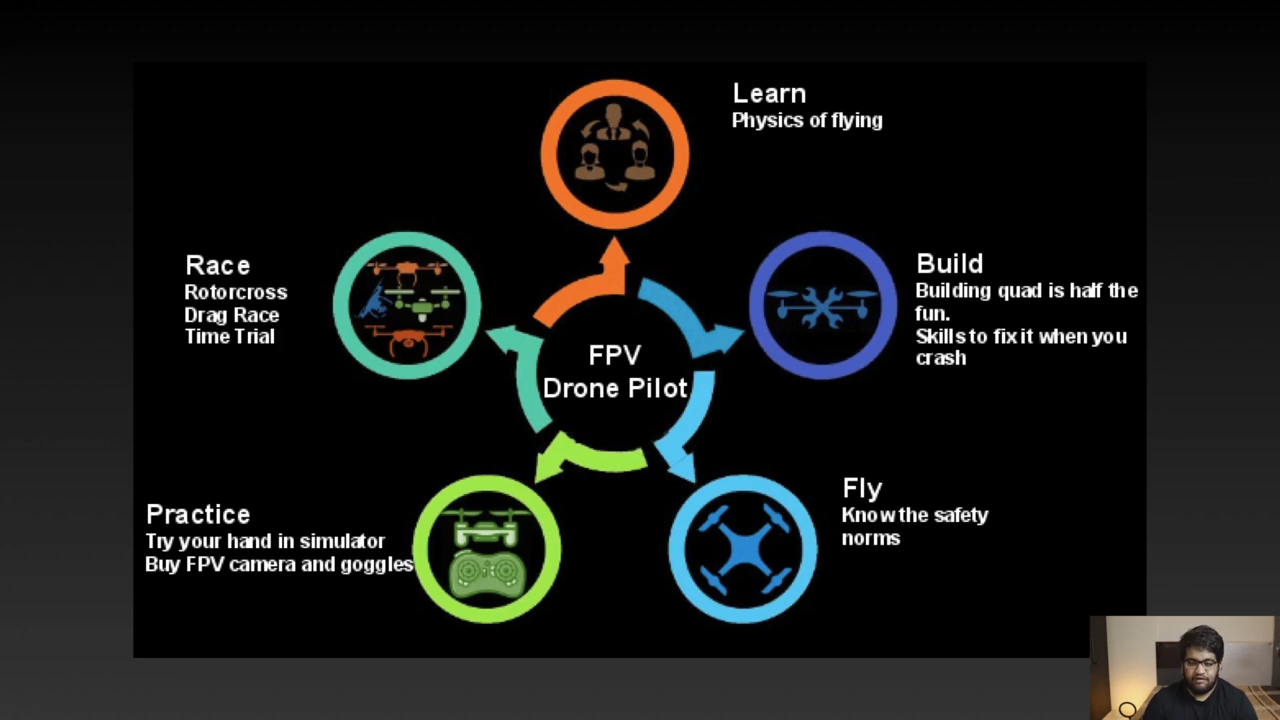 Learn
Physics of flying
Build
Building quad is half the
fun.
Skills to fix it when you
crash
Fly
Know the safety
norms
Practice
Try your hand in simulator
Buy FPV camera and goggles
Race
Rotorcross
Drag Race
Time Trial
FPV
Drone Pilot